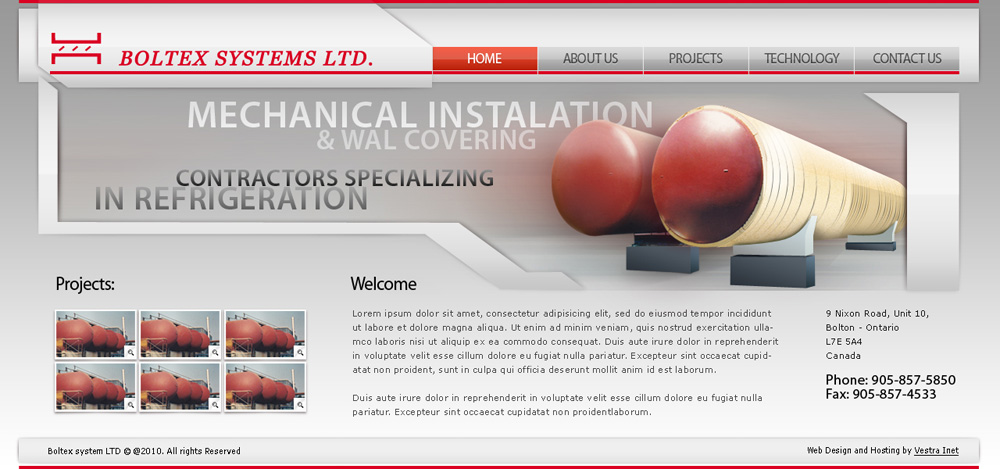 BOLTEX SYSTEMS LTD.
HOME
ABOUT US
PROJECTS
TECHNOLOGY
CONTACT US
MECHANICAL INSTALATION
& WAL COVERING
CONTRACTORS SPECIALIZING
IN REFRIGERATION
Projects:
Welcome
Lorem ipsum dolor sit amet, consectetur adipisicing elit, sed do eiusmod tempor incididunt
ut labore et dolore magna aliqua. Ut enim ad minim veniam, quis nostrud exercitation ulla-
mco laboris nisi ut aliquip ex ea commodo consequat. Duis aute irure dolor in reprehenderit
in voluptate velit esse cillum dolore eu fugiat nulla pariatur. Excepteur sint occaecat cupid-
atat non proident, sunt in culpa qui officia deserunt mollit anim id est laborum.
Duis aute irure dolor in reprehenderit in voluptate velit esse cillum dolore eu fugiat nulla
pariatur. Excepteur sint occaecat cupidatat non proidentlaborum.
9 Nixon Road, Unit 10,
Bolton - Ontario
L7E 5A4
Canada
Phone: 905-857-5850
Fax: 905-857-4533
Boltex system LTD © @2010. All rights Reserved
Web Design and Hosting by Vestra Inet